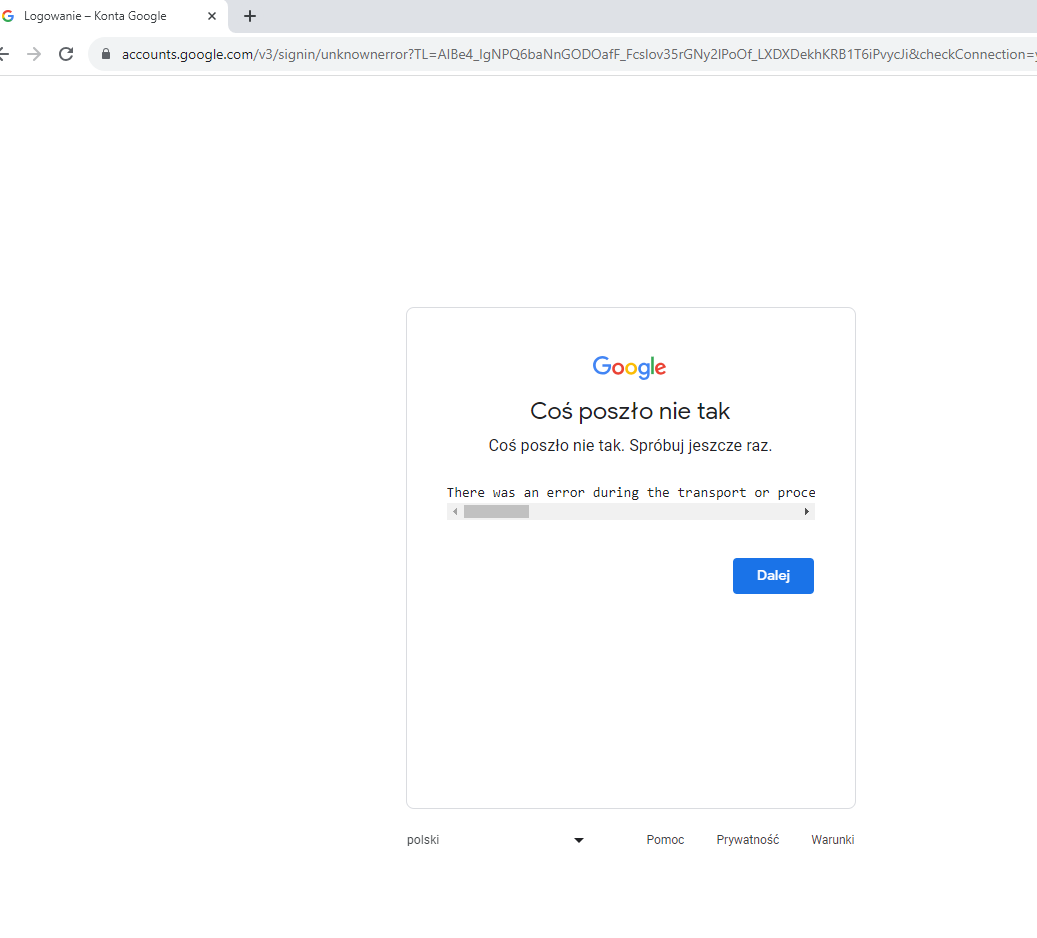 Logowanie – Konta Google
accounts.google.com/v3/signin/unknownerror?TL=AlBe4_IgNPQ6baNnGODOafF_Fcslov35rGNy2lPoOf_LXDXDekhKRB1T6iPvycJi&checkConnection=y
Google
Coś poszło nie tak
Coś poszło nie tak. Spróbuj jeszcze raz.
There was an error during the transport or proce
Dalej
polski Pomoc Prywatność Warunki